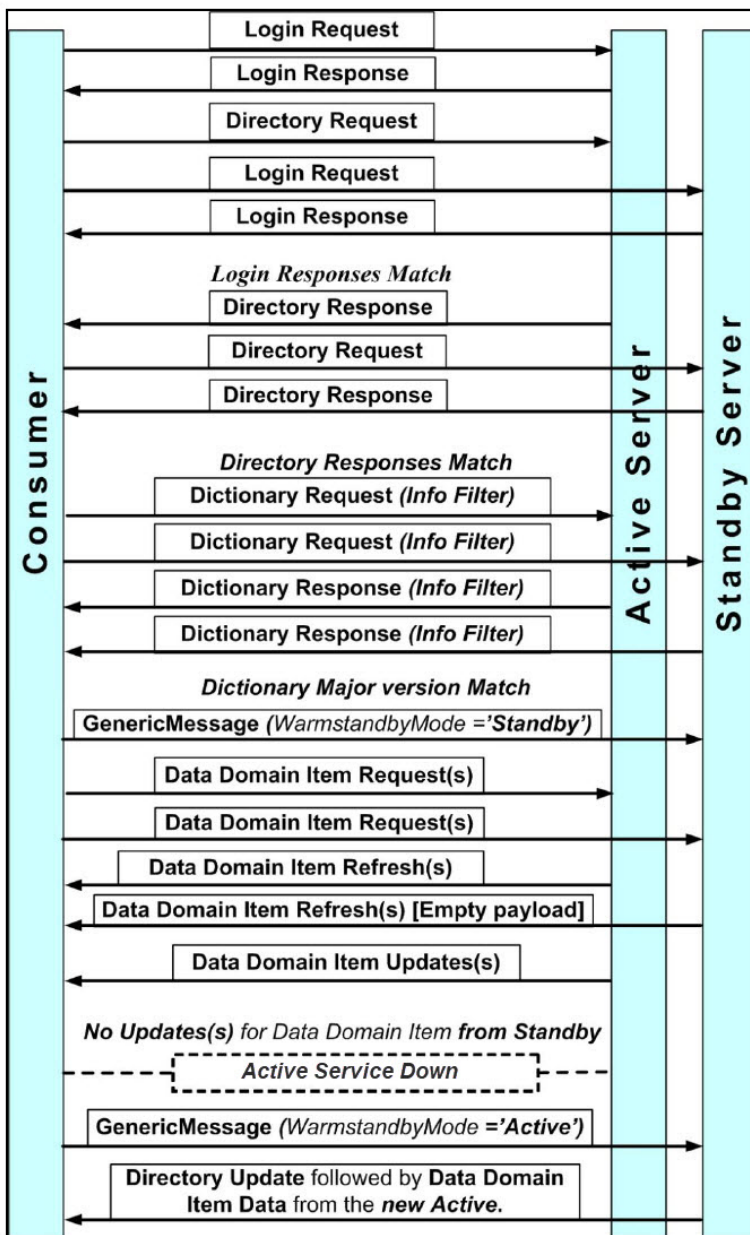 Login Request
Login Response
Directory Request
Login Request
Login Response
Login Responses Match
Directory Response
Directory Request
Directory Response
Directory Responses Match
Dictionary Request (Info Filter)
Dictionary Request (Info Filter)
Dictionary Response (Info Filter)
Dictionary Response (Info Filter)
Dictionary Major version Match
GenericMessage (WarmstandbyMode ='Standby')
Data Domain Item Request(s)
Data Domain Item Request(s)
Data Domain Item Refresh(s)
Data Domain Item Refresh(s) [Empty payload]
Data Domain Item Updates(s)
No Updates(s) for Data Domain Item from Standby
Active Service Down
GenericMessage (WarmstandbyMode ='Active')
Directory Update followed by Data Domain
Item Data from the new Active.
Consumer
Active Server
Standby Server